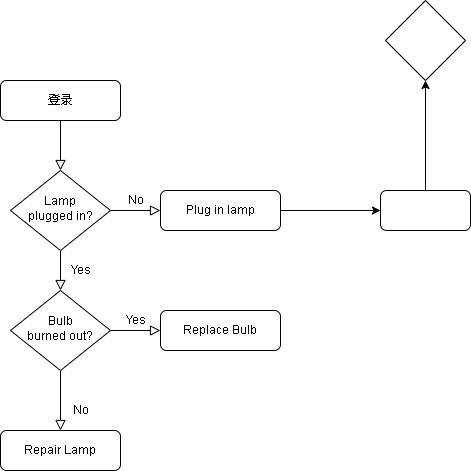 登录
Lamp
plugged in?
No
Plug in lamp
Yes
Bulb
burned out?
Yes
Replace Bulb
No
Repair Lamp